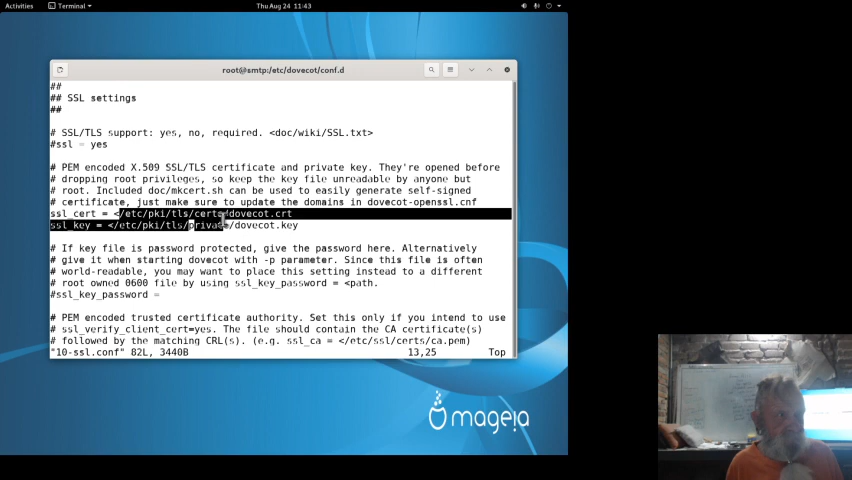 Activities
Terminal
Thu Aug 24 11:43
root@smtp:/etc/dovecot/conf.d
##
## SSL settings
##
# SSL/TLS support: yes, no, required. <doc/wiki/SSL.txt>
#ssl = yes
# PEM encoded X.509 SSL/TLS certificate and private key. They're opened before
# dropping root privileges, so keep the key file unreadable by anyone but
# root. Included doc/mkcert.sh can be used to easily generate self-signed
# certificate, just make sure to update the domains in dovecot-openssl.cnf
ssl_cert = </etc/pki/tls/certs/dovecot.crt
ssl_key = </etc/pki/tls/private/dovecot.key
# If key file is password protected, give the password here. Alternatively
# give it when starting dovecot with -p parameter. Since this file is often
# world-readable, you may want to place this setting instead to a different
# root owned 0600 file by using ssl_key_password = <path.
#ssl_key_password =
# PEM encoded trusted certificate authority. Set this only if you intend to use
# ssl_verify_client_cert=yes. The file should contain the CA certificate(s)
# followed by the matching CRL(s). (e.g. ssl_ca = </etc/ssl/certs/ca.pem)
"10-ssl.conf" 82L, 3440B 13,25 Top
mageia